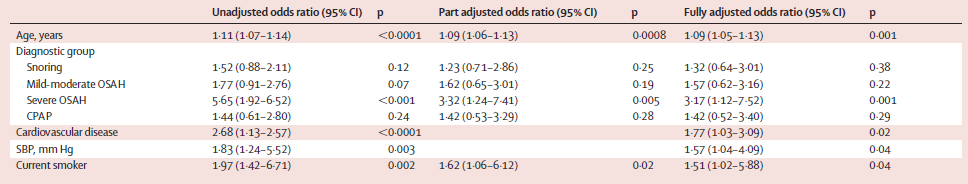 Unadjusted odds ratio (95% CI) p Part adjusted odds ratio (95% CI) p Fully adjusted odds ratio (95% CI) p
Age, years 1·11 (1·07–1·14) <0·0001 1·09 (1·06–1·13) 0·0008 1·09 (1·05–1·13) 0·001
Diagnostic group
Snoring 1·52 (0·88–2·11) 0·12 1·23 (0·71–2·86) 0·25 1·32 (0·64–3·01) 0·38
Mild-moderate OSAH 1·77 (0·91–2·76) 0·07 1·62 (0·65–3·01) 0·19 1·57 (0·62–3·16) 0·22
Severe OSAH 5·65 (1·92–6·52) <0·001 3·32 (1·24–7·41) 0·005 3·17 (1·12–7·52) 0·001
CPAP 1·44 (0·61–2·80) 0·24 1·42 (0·53–3·29) 0·28 1·42 (0·52–3·40) 0·29
Cardiovascular disease 2·68 (1·13–2·57) <0·0001 1·77 (1·03–3·09) 0·02
SBP, mm Hg 1·83 (1·24–5·52) 0·003 1·57 (1·04–4·09) 0·04
Current smoker 1·97 (1·42–6·71) 0·002 1·62 (1·06–6·12) 0·02 1·51 (1·02–5·88) 0·04